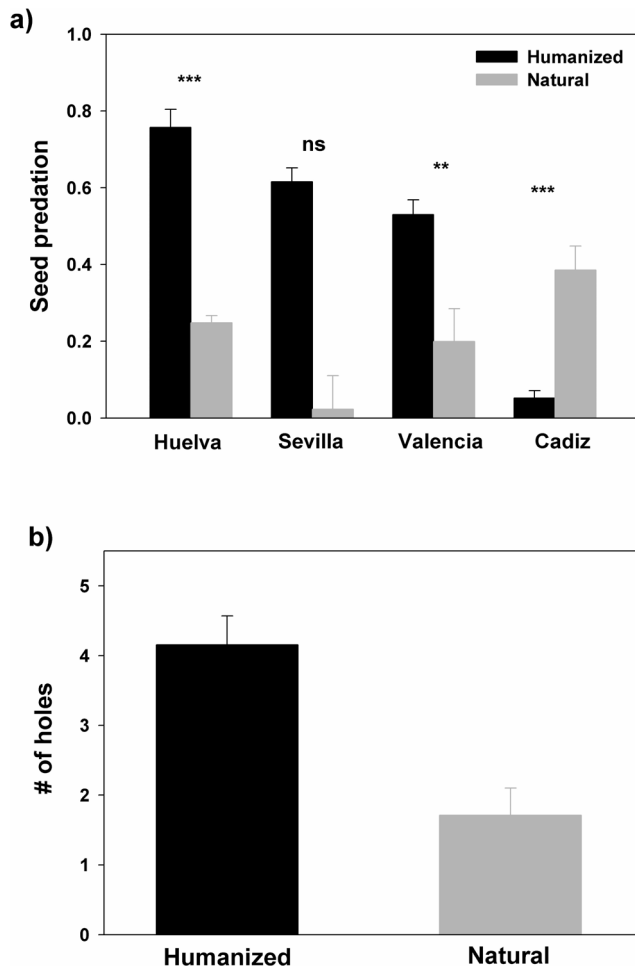 a)
1.0
0.8
0.6
0.4
0.2
0.0
Seed predation
Humanized
Natural
***
ns
**
***
Huelva Sevilla Valencia Cadiz
b)
5
4
3
2
1
0
# of holes
Humanized Natural